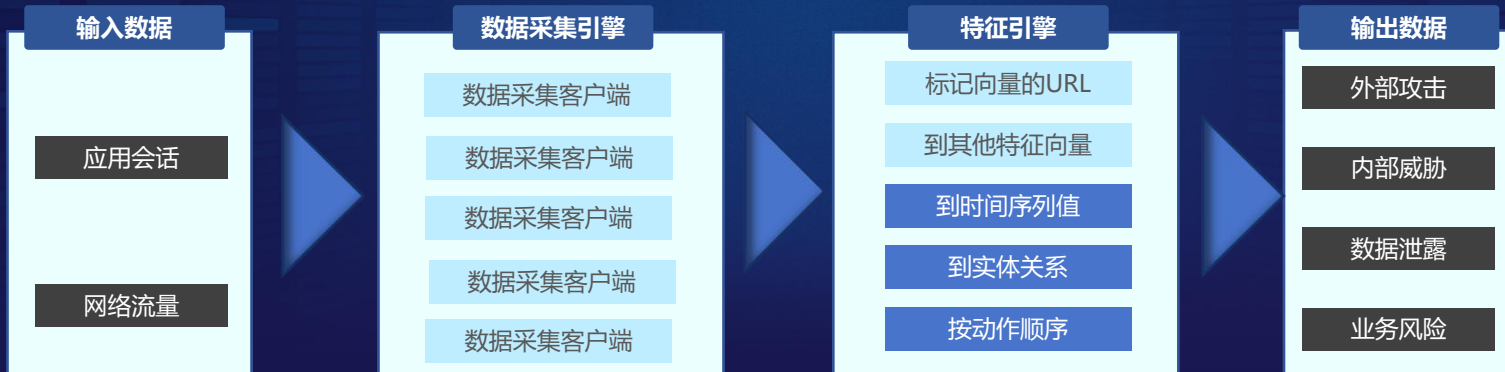 输入数据
应用会话
网络流量
数据采集引擎
数据采集客户端
数据采集客户端
数据采集客户端
数据采集客户端
数据采集客户端
特征引擎
标记向量的URL
到其他特征向量
到时间序列值
到实体关系
按动作顺序
输出数据
外部攻击
内部威胁
数据泄露
业务风险